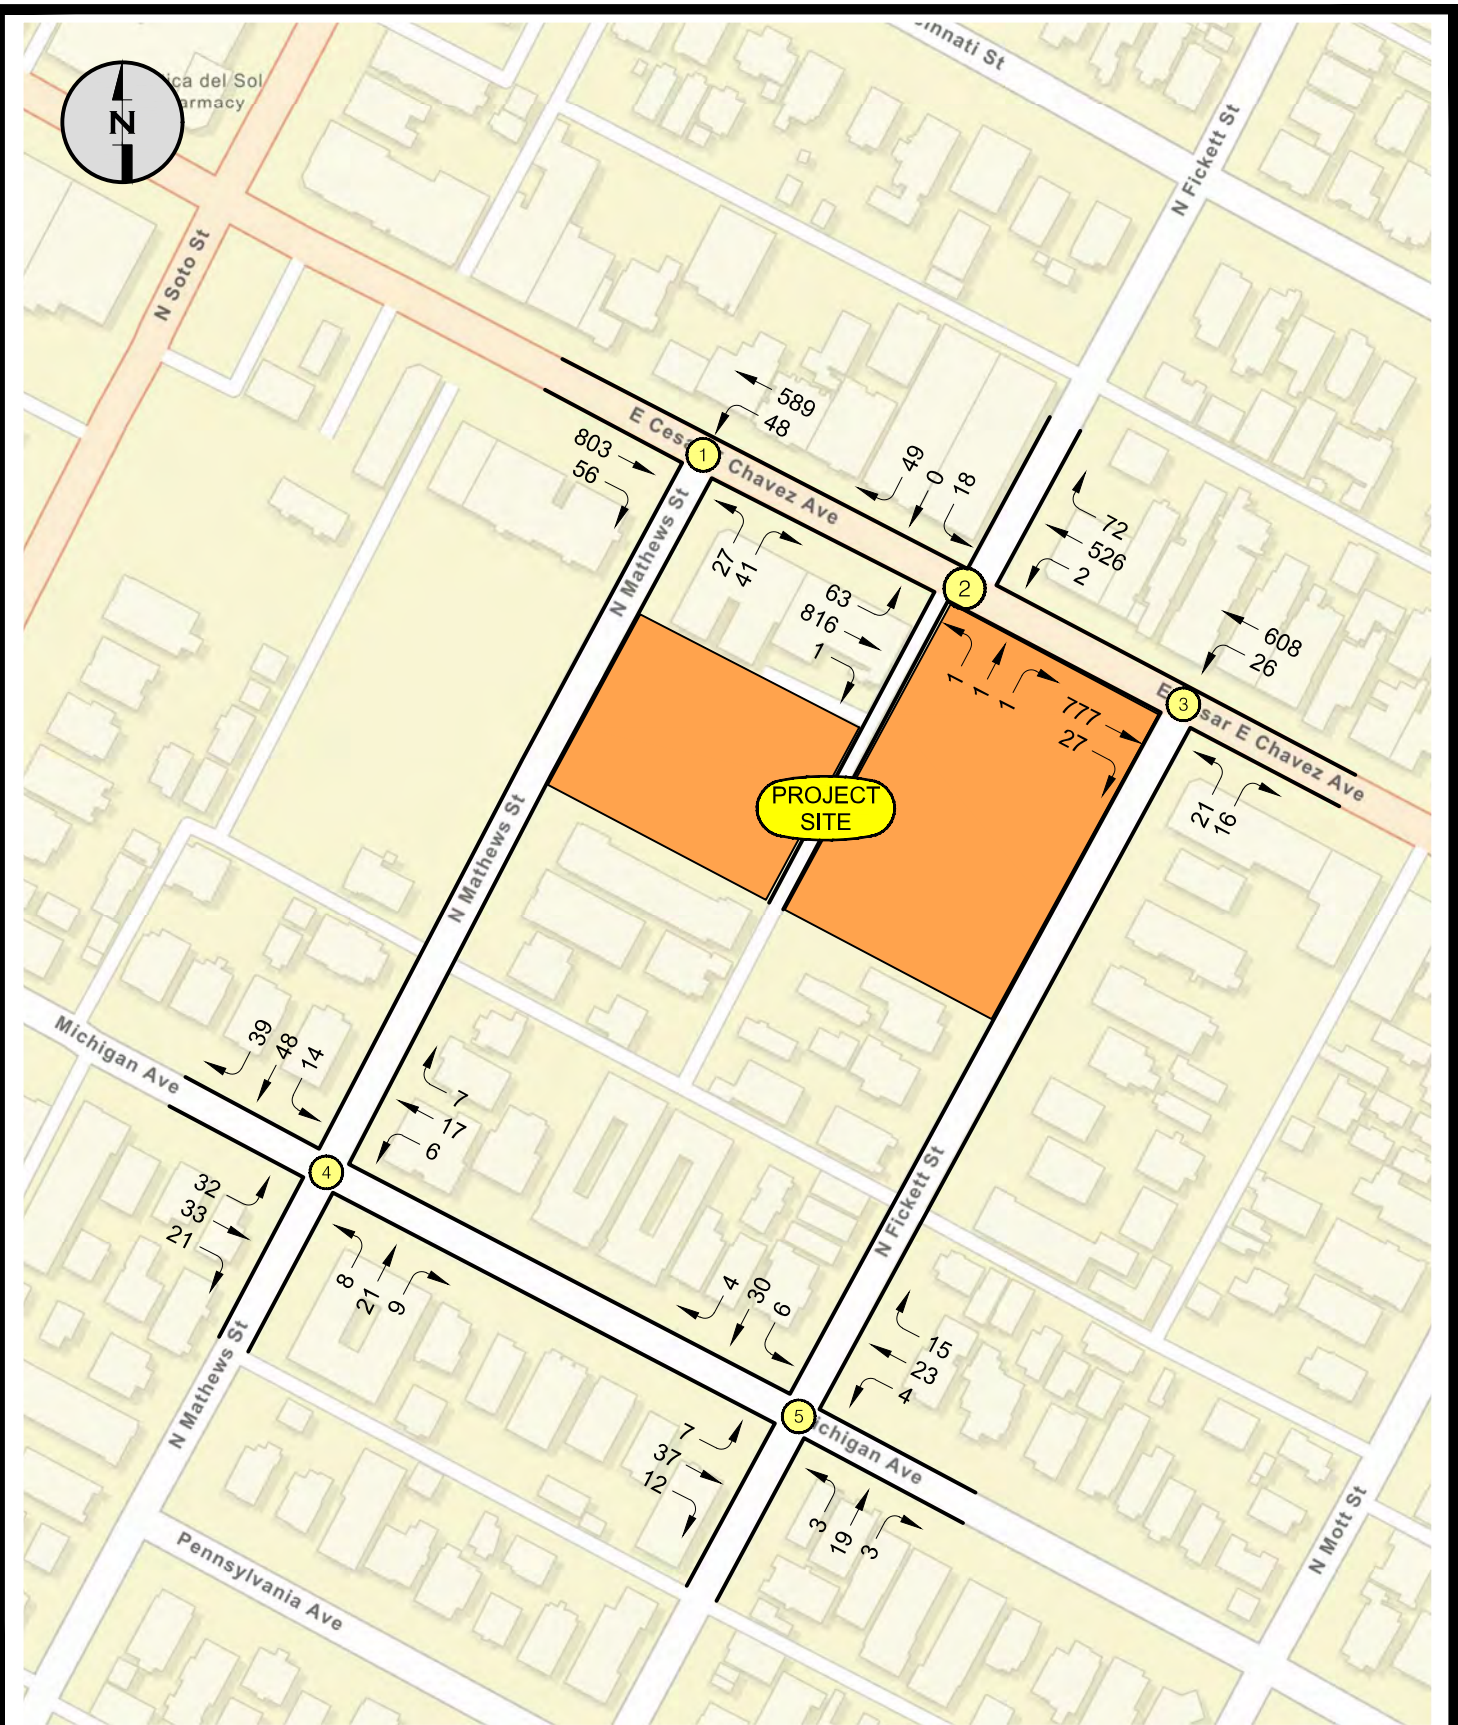 innati St
ica del Sol
armacy
N
N Fickett St
N Soto St
589
48
E Cesa
803
56
1
Chavez Ave
49
0
18
N Mathews St
27
41
72
526
2
2
63
816
1
608
26
1
1
1
777
27
3
E
sar E Chavez Ave
PROJECT
SITE
21
16
N Mathews St
Michigan Ave
39
48
14
7
17
6
4
32
33
21
N Fickett St
8
21
9
4
30
6
15
23
4
N Mathews St
5
ichigan Ave
7
37
12
3
19
3
N Mott St
Pennsylvania Ave